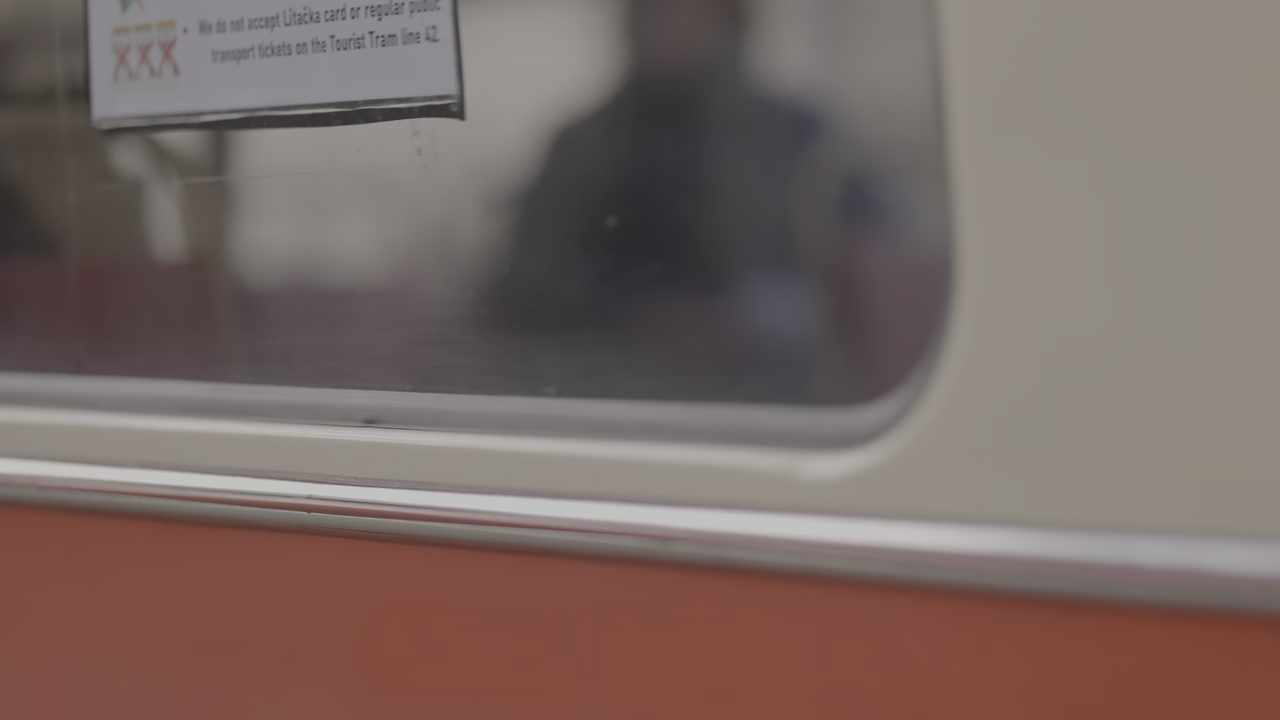 * We do not accept Lítačka card or regular public
transport tickets on the Tourist Tram line 42.